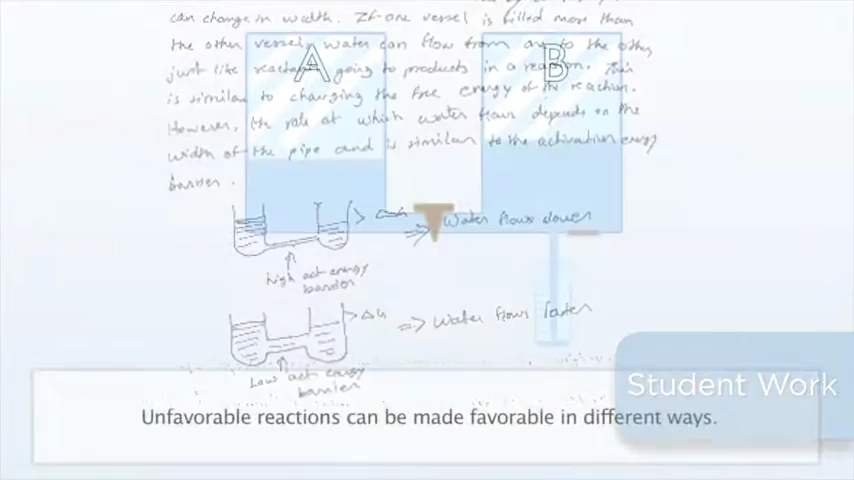 can change in width. If one vessel is filled more than
the other vessel, water can flow from one to the other,
just like reactants going to products in a reaction. This
is similar to changing the free energy of the reaction.
However, the rate at which water flows depends on the
width of the pipe and is similar to the activation energy
barrier.
A
B
ΔG
Water flows slower
high act energy
barrier
ΔG
Water flows faster
Low act energy
barrier
Student Work
Unfavorable reactions can be made favorable in different ways.